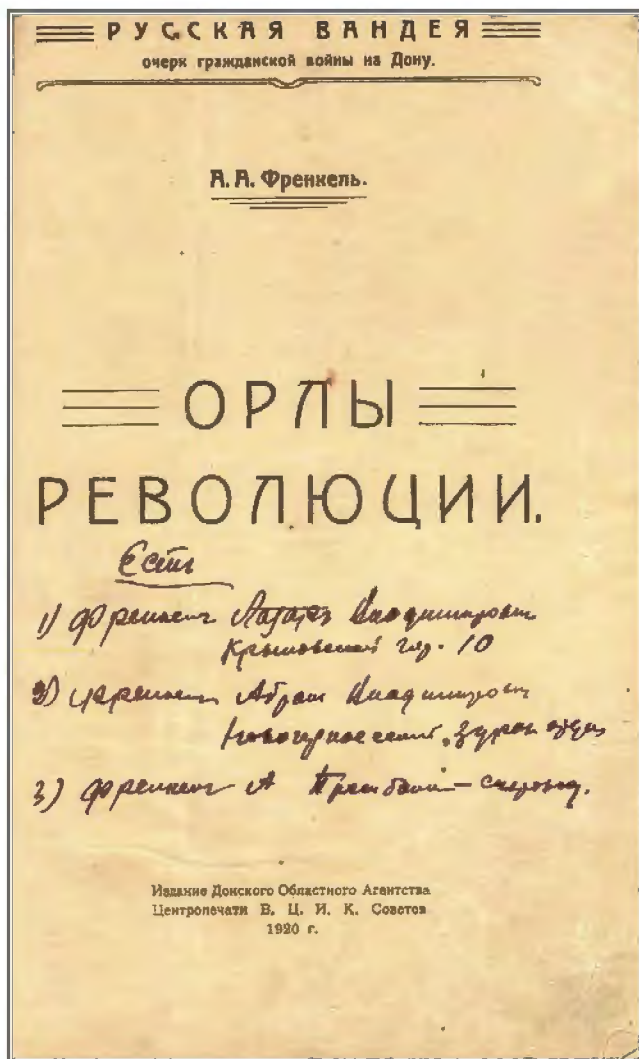 РУССКАЯ ВАНДЕЯ
очерк гражданской войны на Дону.
А. А. Френкель.
ОРЛЫ
РЕВОЛЮЦИИ.
Есть
1) Френкель Лазарь Владимирович
10
2) Френкель Абрам Владимирович
3) Френкель А
Издание Донского Областного Агентства
Центропечати В. Ц. И. К. Советов
1920 г.